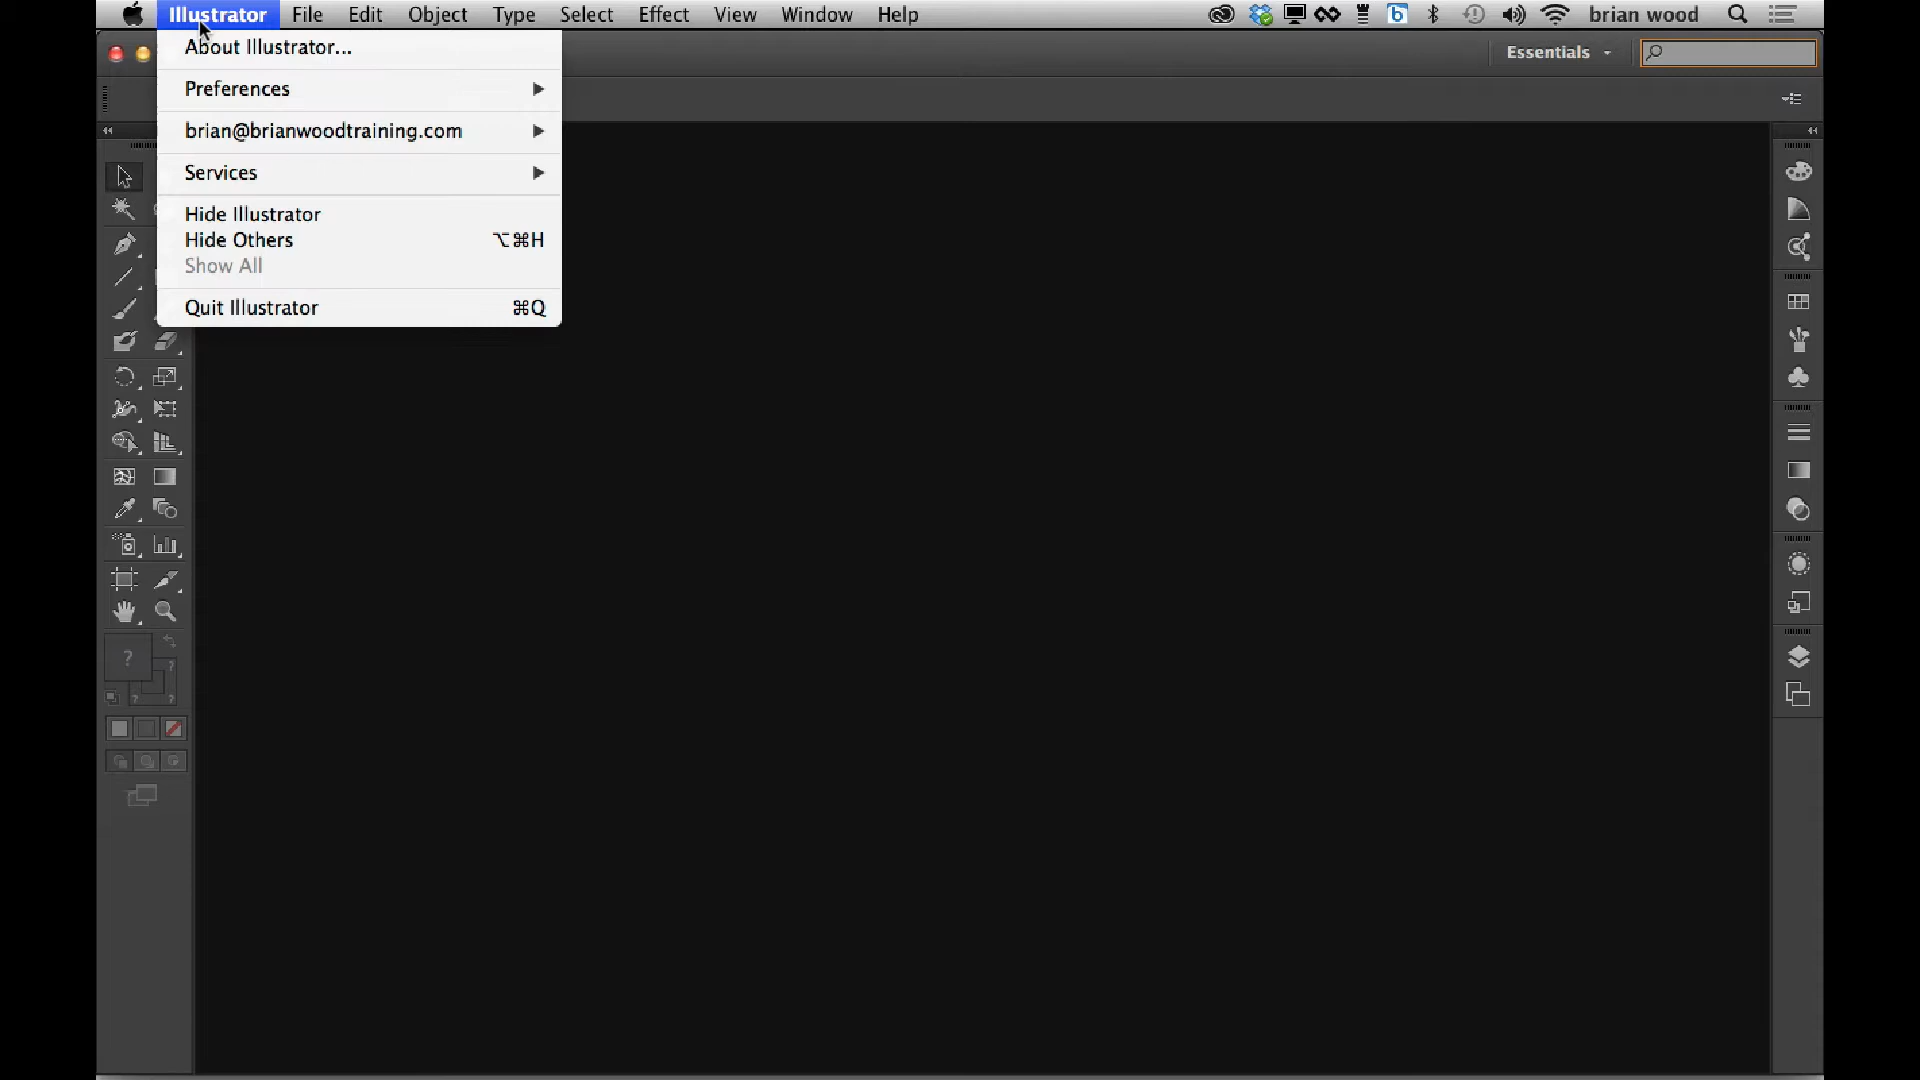 Illustrator File Edit Object Type Select Effect View Window Help brian wood
About Illustrator...
Essentials
Preferences
brian@brianwoodtraining.com
Services
Hide Illustrator
Hide Others ⌥⌘H
Show All
Quit Illustrator ⌘Q